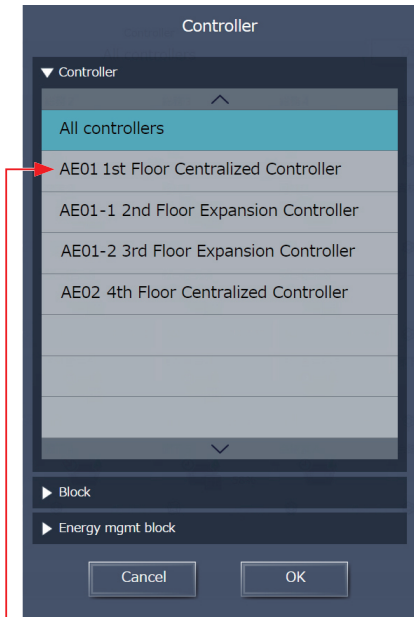 Controller
Controller
All controllers
AE01 1st Floor Centralized Controller
AE01-1 2nd Floor Expansion Controller
AE01-2 3rd Floor Expansion Controller
AE02 4th Floor Centralized Controller
Block
Energy mgmt block
Cancel OK